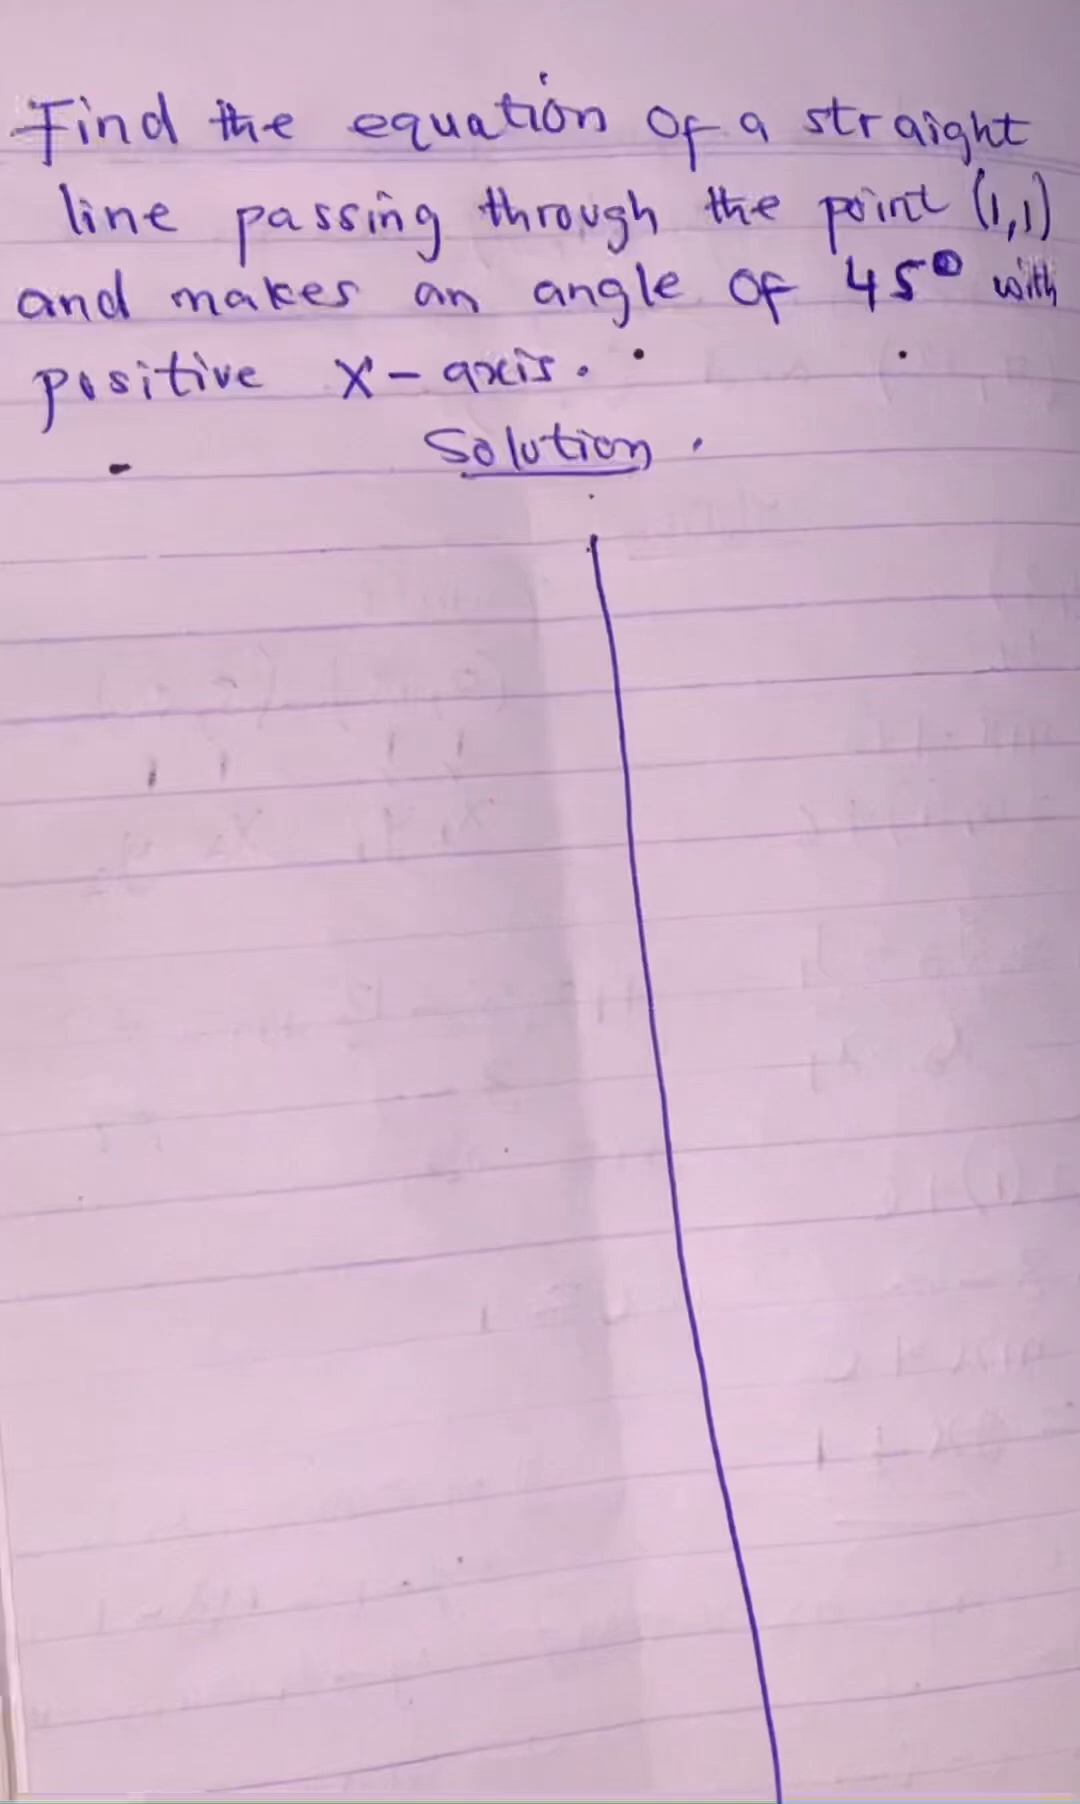 Find the equation of a straight
line passing through the point (1,1)
and makes an angle of 45° with
positive x-axis.
Solution.